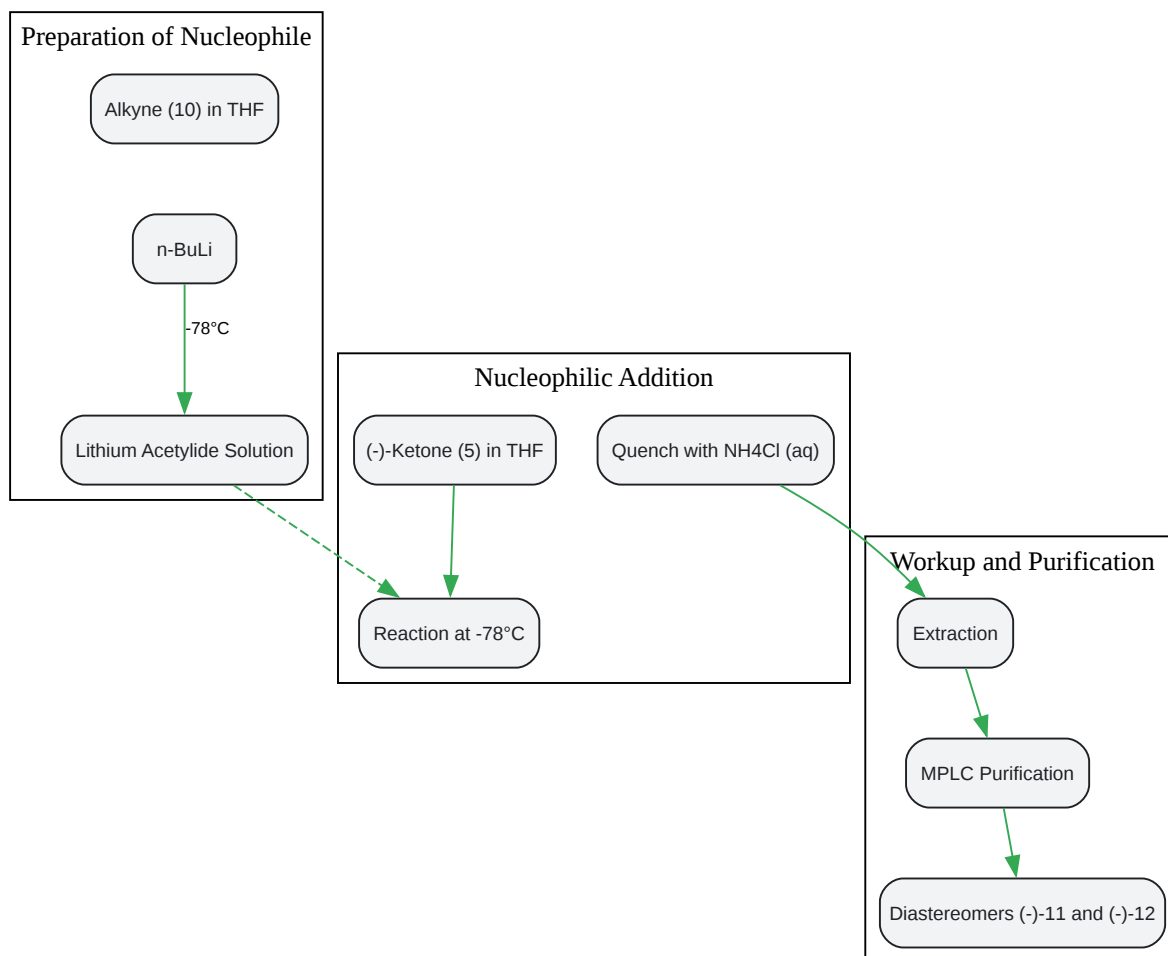 Preparation of Nucleophile
Alkyne (10) in THF
n-BuLi
-78°C
Lithium Acetylide Solution
Nucleophilic Addition
(-)-Ketone (5) in THF
Quench with NH4Cl (aq)
Reaction at -78°C
Workup and Purification
Extraction
MPLC Purification
Diastereomers (-)-11 and (-)-12